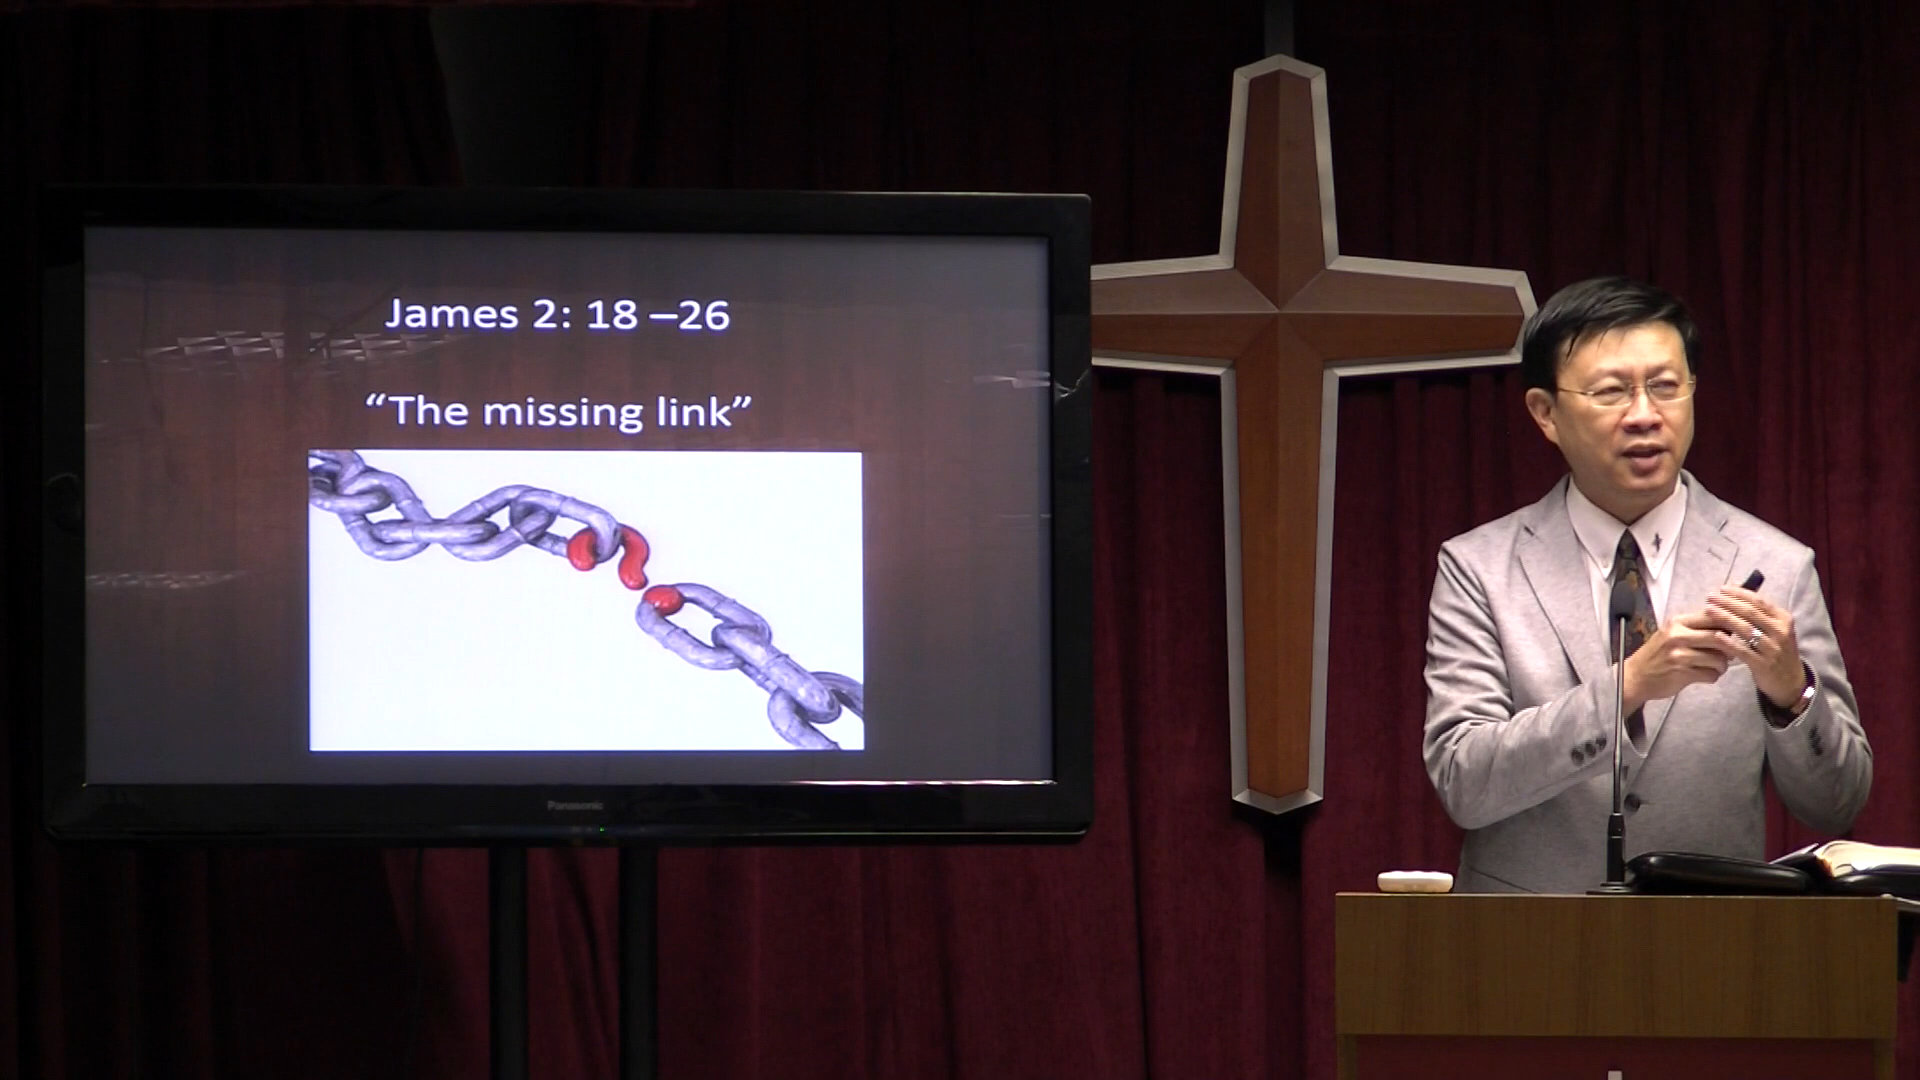 James 2: 18 –26
“The missing link”
Panasonic